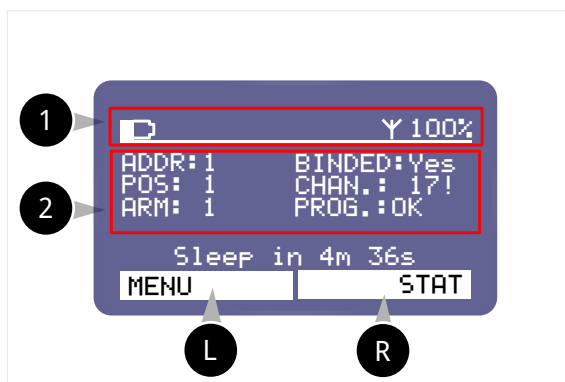 1
100%
ADDR:1 BINDED:Yes
POS: 1 CHAN.: 17!
ARM: 1 PROG.:OK
2
Sleep in 4m 36s
MENU STAT
L R